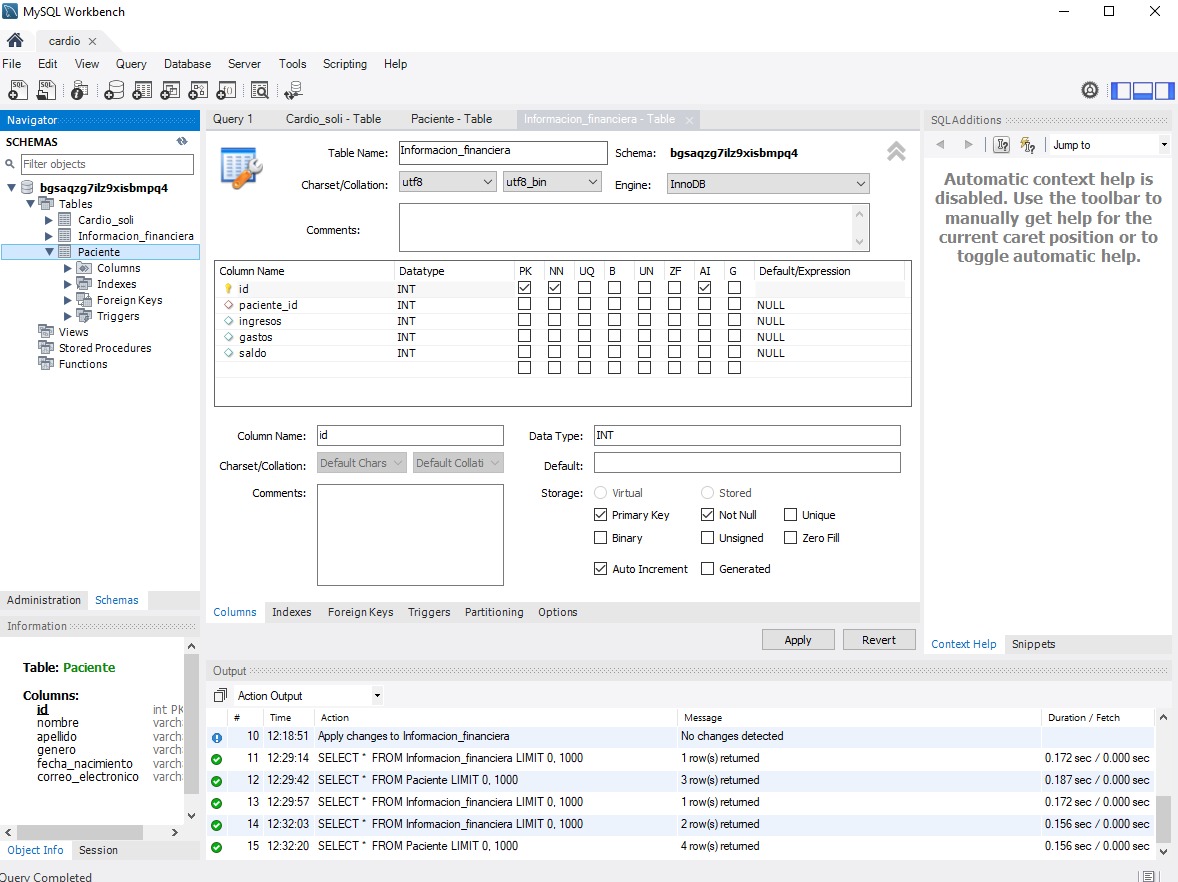 MySQL Workbench
cardio
File Edit View Query Database Server Tools Scripting Help
Navigator
SCHEMAS
Filter objects
bgsaqzg7ilz9xisbmpq4
Tables
Cardio_soli
Informacion_financiera
Paciente
Columns
Indexes
Foreign Keys
Triggers
Views
Stored Procedures
Functions
Administration Schemas
Information
Table: Paciente
Columns:
id int PK
nombre varch
apellido varch
genero varch
fecha_nacimiento varch
correo_electronico varch
Object Info Session
Query Completed
Query 1 Cardio_soli - Table Paciente - Table Informacion_financiera - Table
Table Name: Informacion_financiera Schema: bgsaqzg7ilz9xisbmpq4
Charset/Collation: utf8 utf8_bin Engine: InnoDB
Comments:
Column Name Datatype PK NN UQ B UN ZF AI G Default/Expression
id INT
paciente_id INT NULL
ingresos INT NULL
gastos INT NULL
saldo INT NULL
Column Name: id Data Type: INT
Charset/Collation: Default Chars Default Collati Default:
Comments: Storage: Virtual Stored
Primary Key Not Null Unique
Binary Unsigned Zero Fill
Auto Increment Generated
Columns Indexes Foreign Keys Triggers Partitioning Options
Apply Revert
Output
Action Output
# Time Action Message Duration / Fetch
10 12:18:51 Apply changes to Informacion_financiera No changes detected
11 12:29:14 SELECT * FROM Informacion_financiera LIMIT 0, 1000 1 row(s) returned 0.172 sec / 0.000 sec
12 12:29:42 SELECT * FROM Paciente LIMIT 0, 1000 3 row(s) returned 0.187 sec / 0.000 sec
13 12:29:57 SELECT * FROM Informacion_financiera LIMIT 0, 1000 1 row(s) returned 0.172 sec / 0.000 sec
14 12:32:03 SELECT * FROM Informacion_financiera LIMIT 0, 1000 2 row(s) returned 0.156 sec / 0.000 sec
15 12:32:20 SELECT * FROM Paciente LIMIT 0, 1000 4 row(s) returned 0.156 sec / 0.000 sec
SQLAdditions
Jump to
Automatic context help is
disabled. Use the toolbar to
manually get help for the
current caret position or to
toggle automatic help.
Context Help Snippets